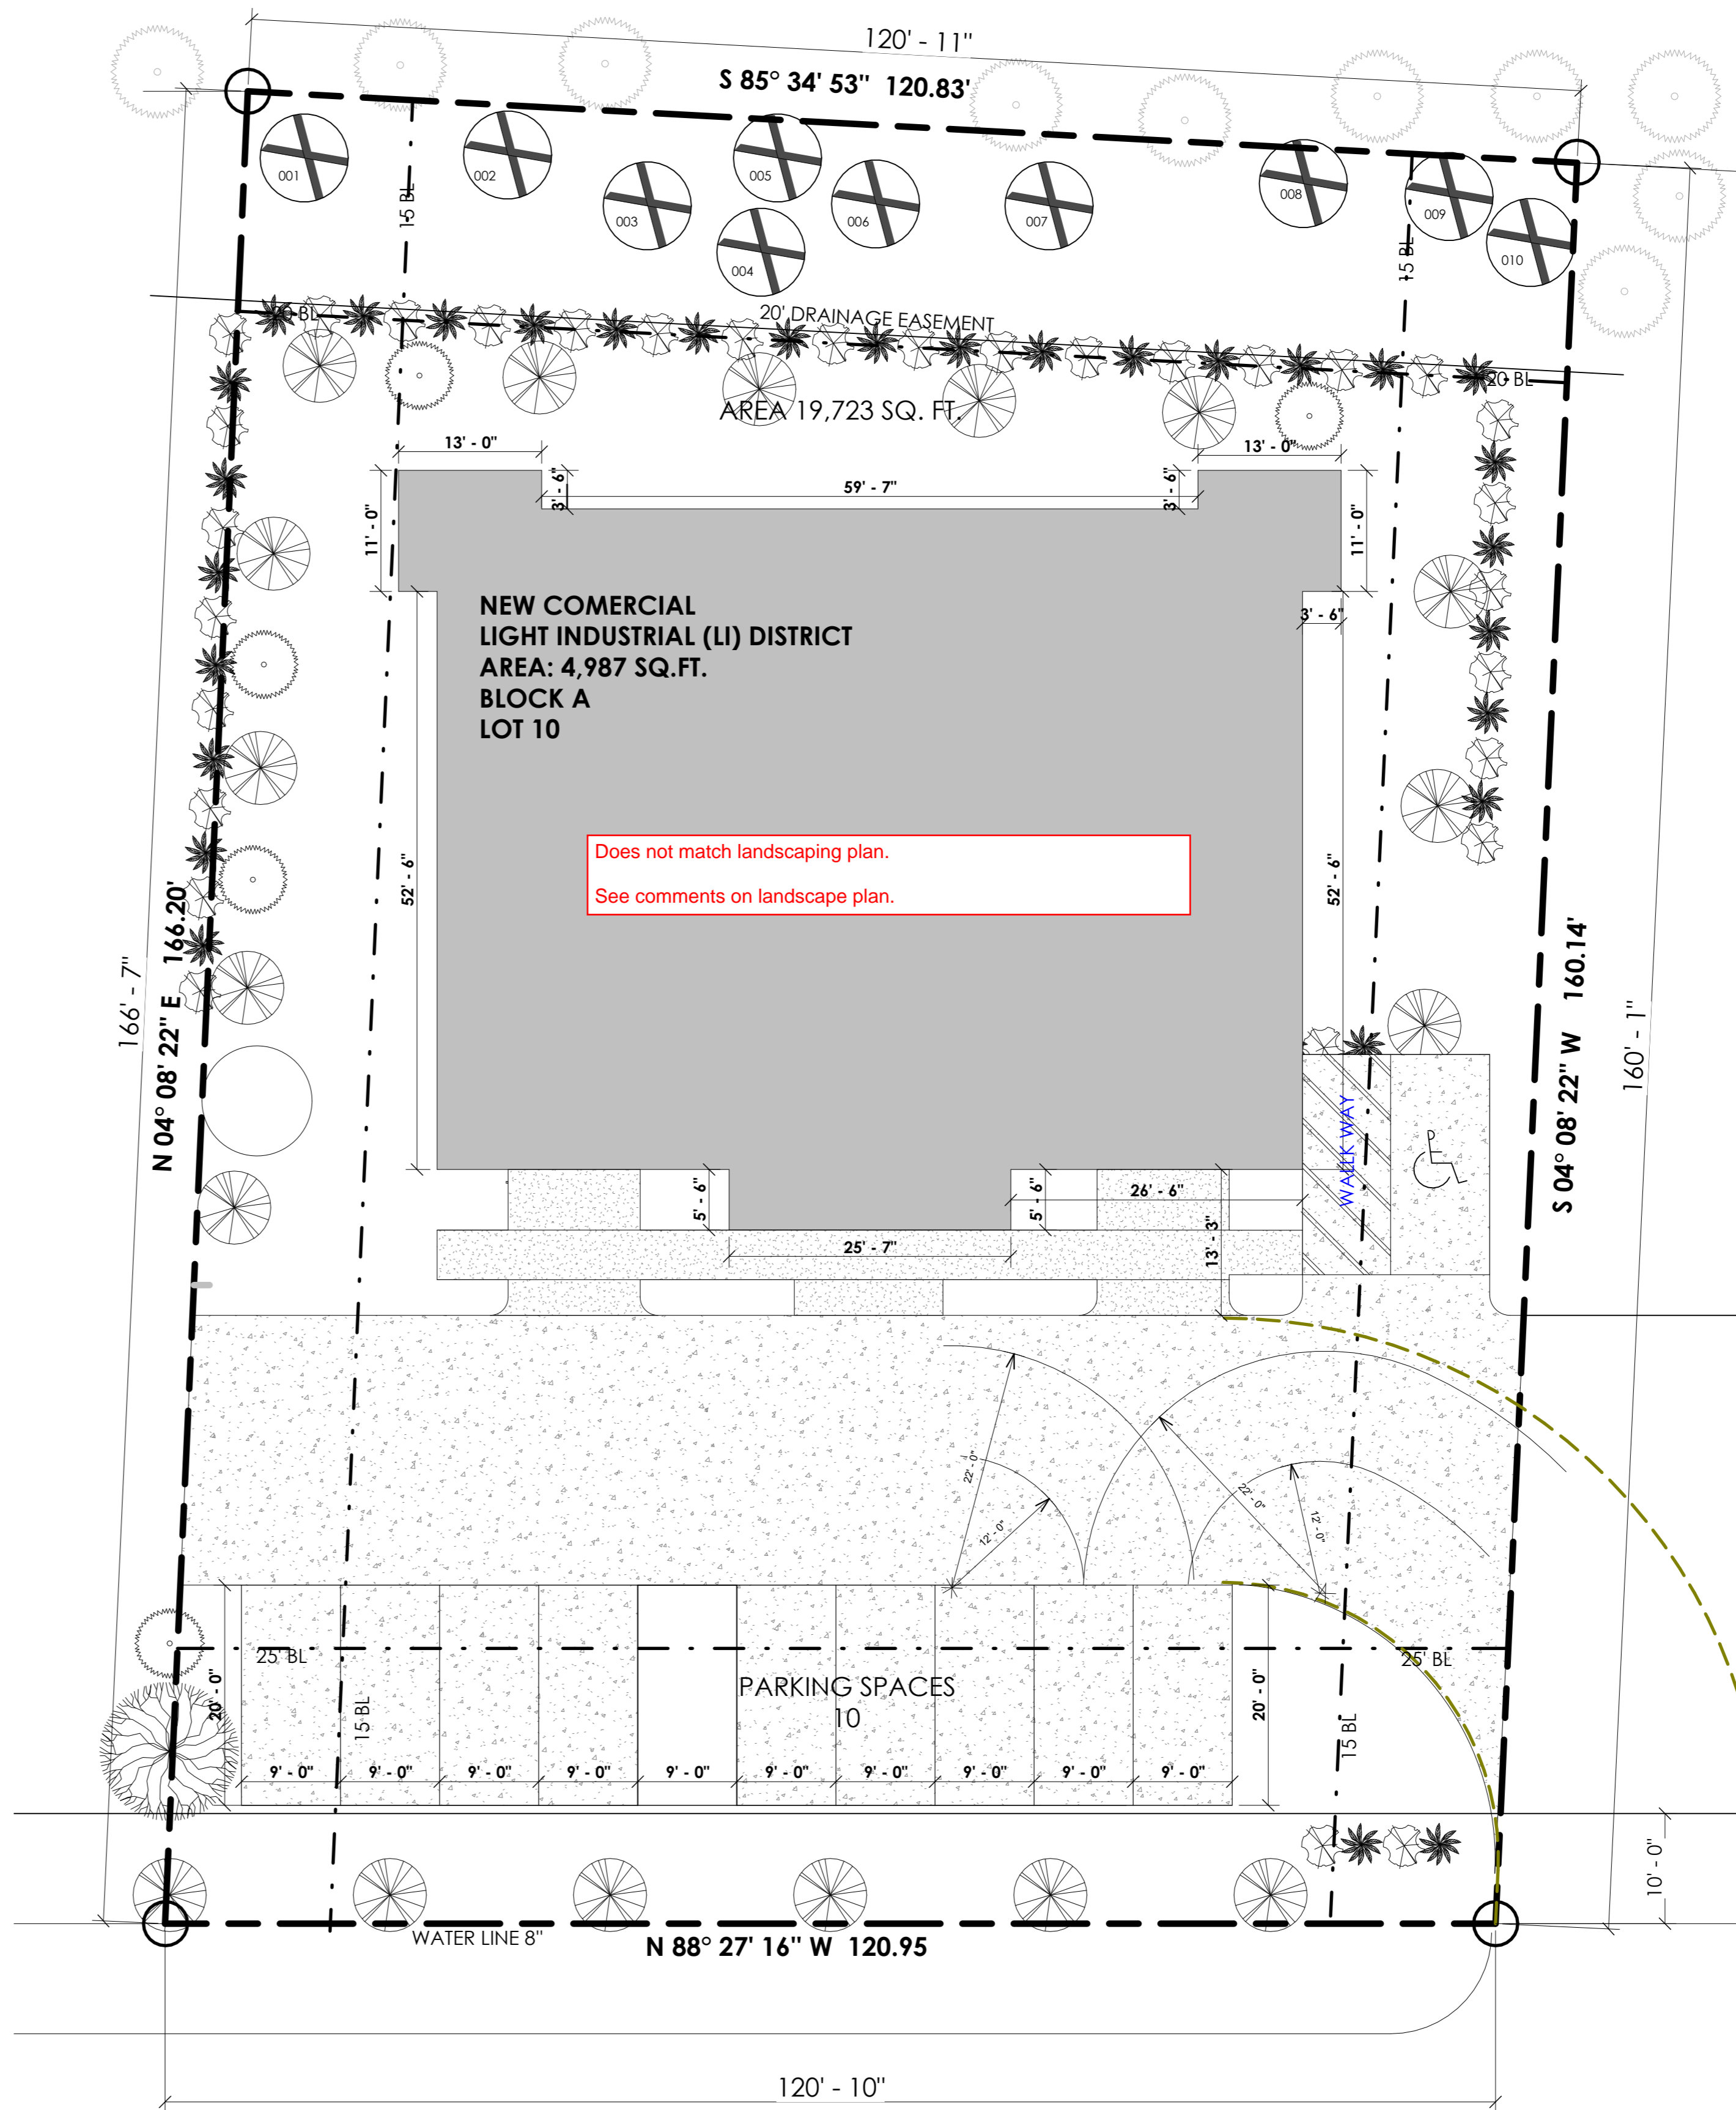 120' - 11"
S 85° 34' 53" 120.83'
001
002
003
004
005
006
007
008
009
010
15 BL
15 BL
20' DRAINAGE EASEMENT
20 BL
AREA 19,723 SQ. FT.
13' - 0"
13' - 0"
3' - 6"
59' - 7"
3' - 6"
11' - 0"
11' - 0"
NEW COMERCIAL
LIGHT INDUSTRIAL (LI) DISTRICT
AREA: 4,987 SQ.FT.
BLOCK A
LOT 10
3' - 6"
Does not match landscaping plan.
See comments on landscape plan.
52' - 6"
52' - 6"
166' - 7"
N 04° 08' 22" E 166.20'
S 04° 08' 22" W 160.14'
160' - 1"
WALLK WAY
5' - 6"
5' - 6"
26' - 6"
25' - 7"
13' - 3"
22' - 0"
12' - 0"
22' - 0"
12' - 0"
25' BL
25' BL
20' - 0"
PARKING SPACES
10
20' - 0"
15 BL
15 BL
9' - 0"
9' - 0"
9' - 0"
9' - 0"
9' - 0"
9' - 0"
9' - 0"
9' - 0"
9' - 0"
9' - 0"
10' - 0"
WATER LINE 8"
N 88° 27' 16" W 120.95
120' - 10"